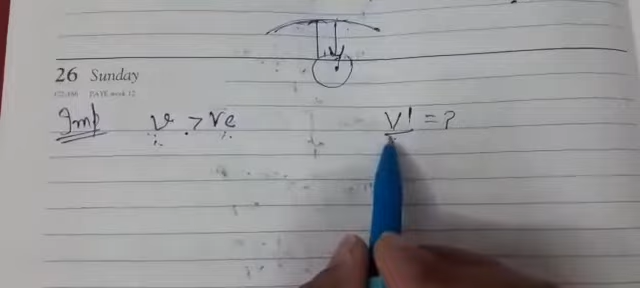 26 Sunday
Imp v > ve v' = ?